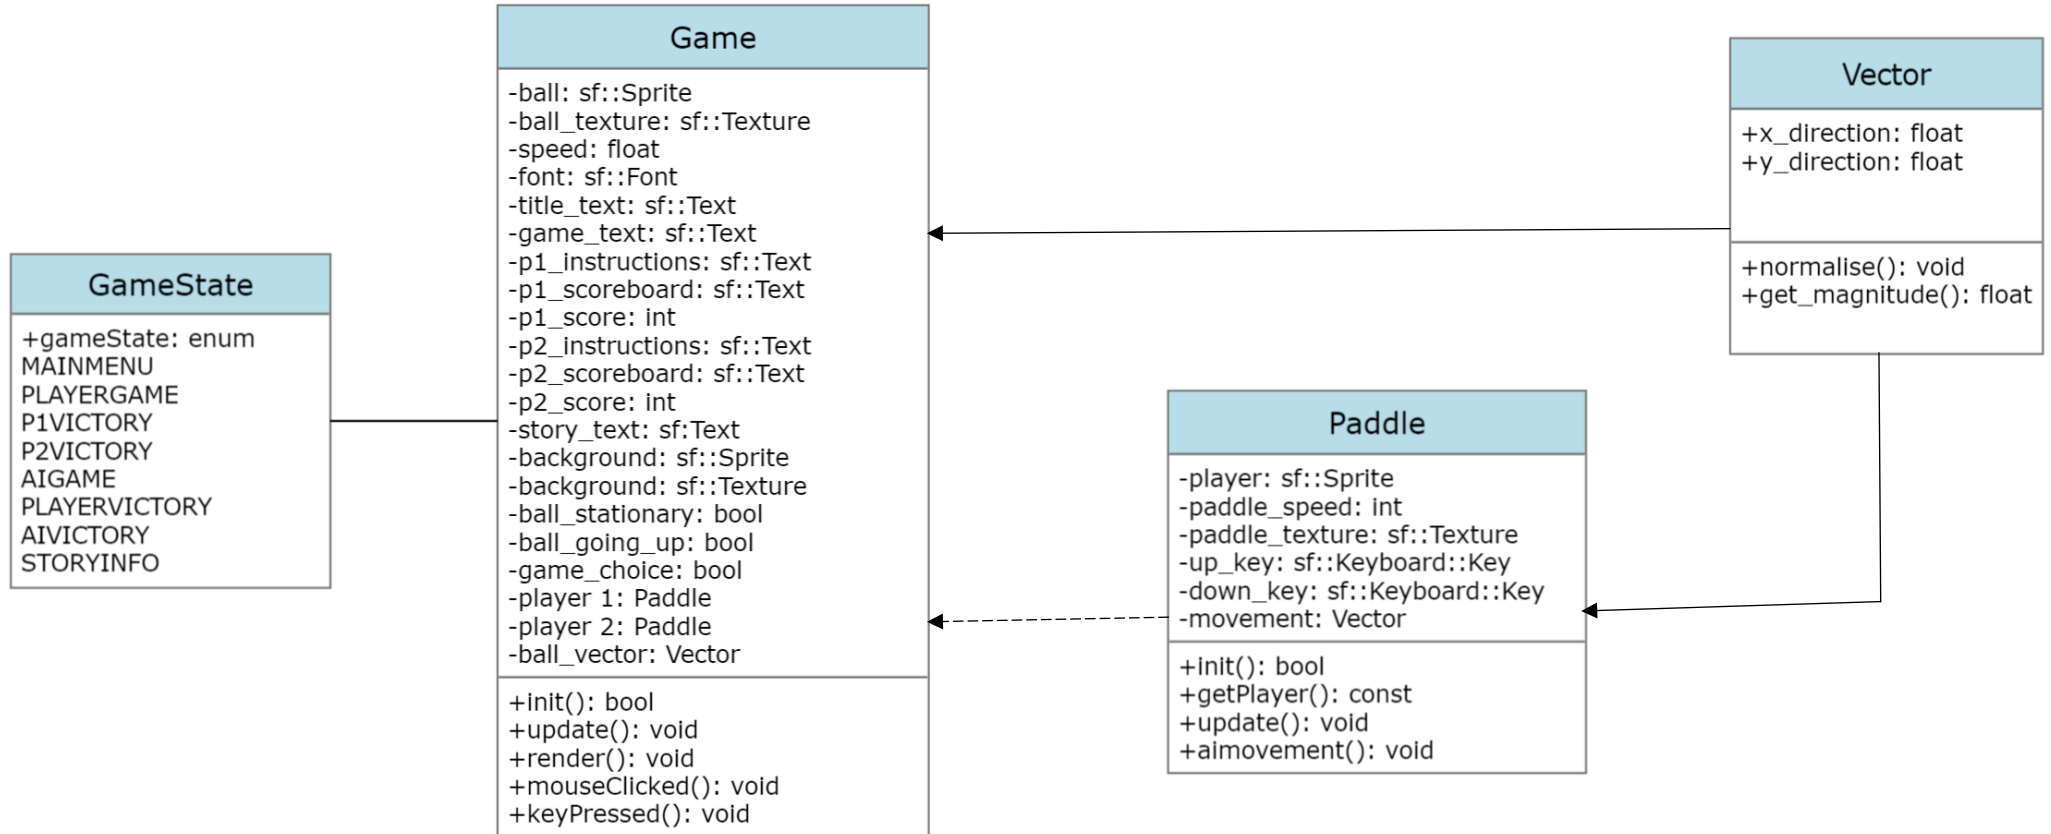 GameState
+gameState: enum
MAINMENU
PLAYERGAME
P1VICTORY
P2VICTORY
AIGAME
PLAYERVICTORY
AIVICTORY
STORYINFO
Game
-ball: sf::Sprite
-ball_texture: sf::Texture
-speed: float
-font: sf::Font
-title_text: sf::Text
-game_text: sf::Text
-p1_instructions: sf::Text
-p1_scoreboard: sf::Text
-p1_score: int
-p2_instructions: sf::Text
-p2_scoreboard: sf::Text
-p2_score: int
-story_text: sf:Text
-background: sf::Sprite
-background: sf::Texture
-ball_stationary: bool
-ball_going_up: bool
-game_choice: bool
-player 1: Paddle
-player 2: Paddle
-ball_vector: Vector
+init(): bool
+update(): void
+render(): void
+mouseClicked(): void
+keyPressed(): void
Paddle
-player: sf::Sprite
-paddle_speed: int
-paddle_texture: sf::Texture
-up_key: sf::Keyboard::Key
-down_key: sf::Keyboard::Key
-movement: Vector
+init(): bool
+getPlayer(): const
+update(): void
+aimovement(): void
Vector
+x_direction: float
+y_direction: float
+normalise(): void
+get_magnitude(): float